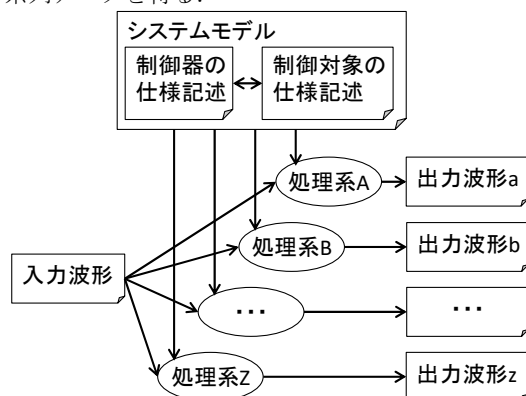 システムモデル
制御器の
仕様記述
制御対象の
仕様記述
処理系A
出力波形a
処理系B
出力波形b
入力波形
･･･
･･･
処理系Z
出力波形z